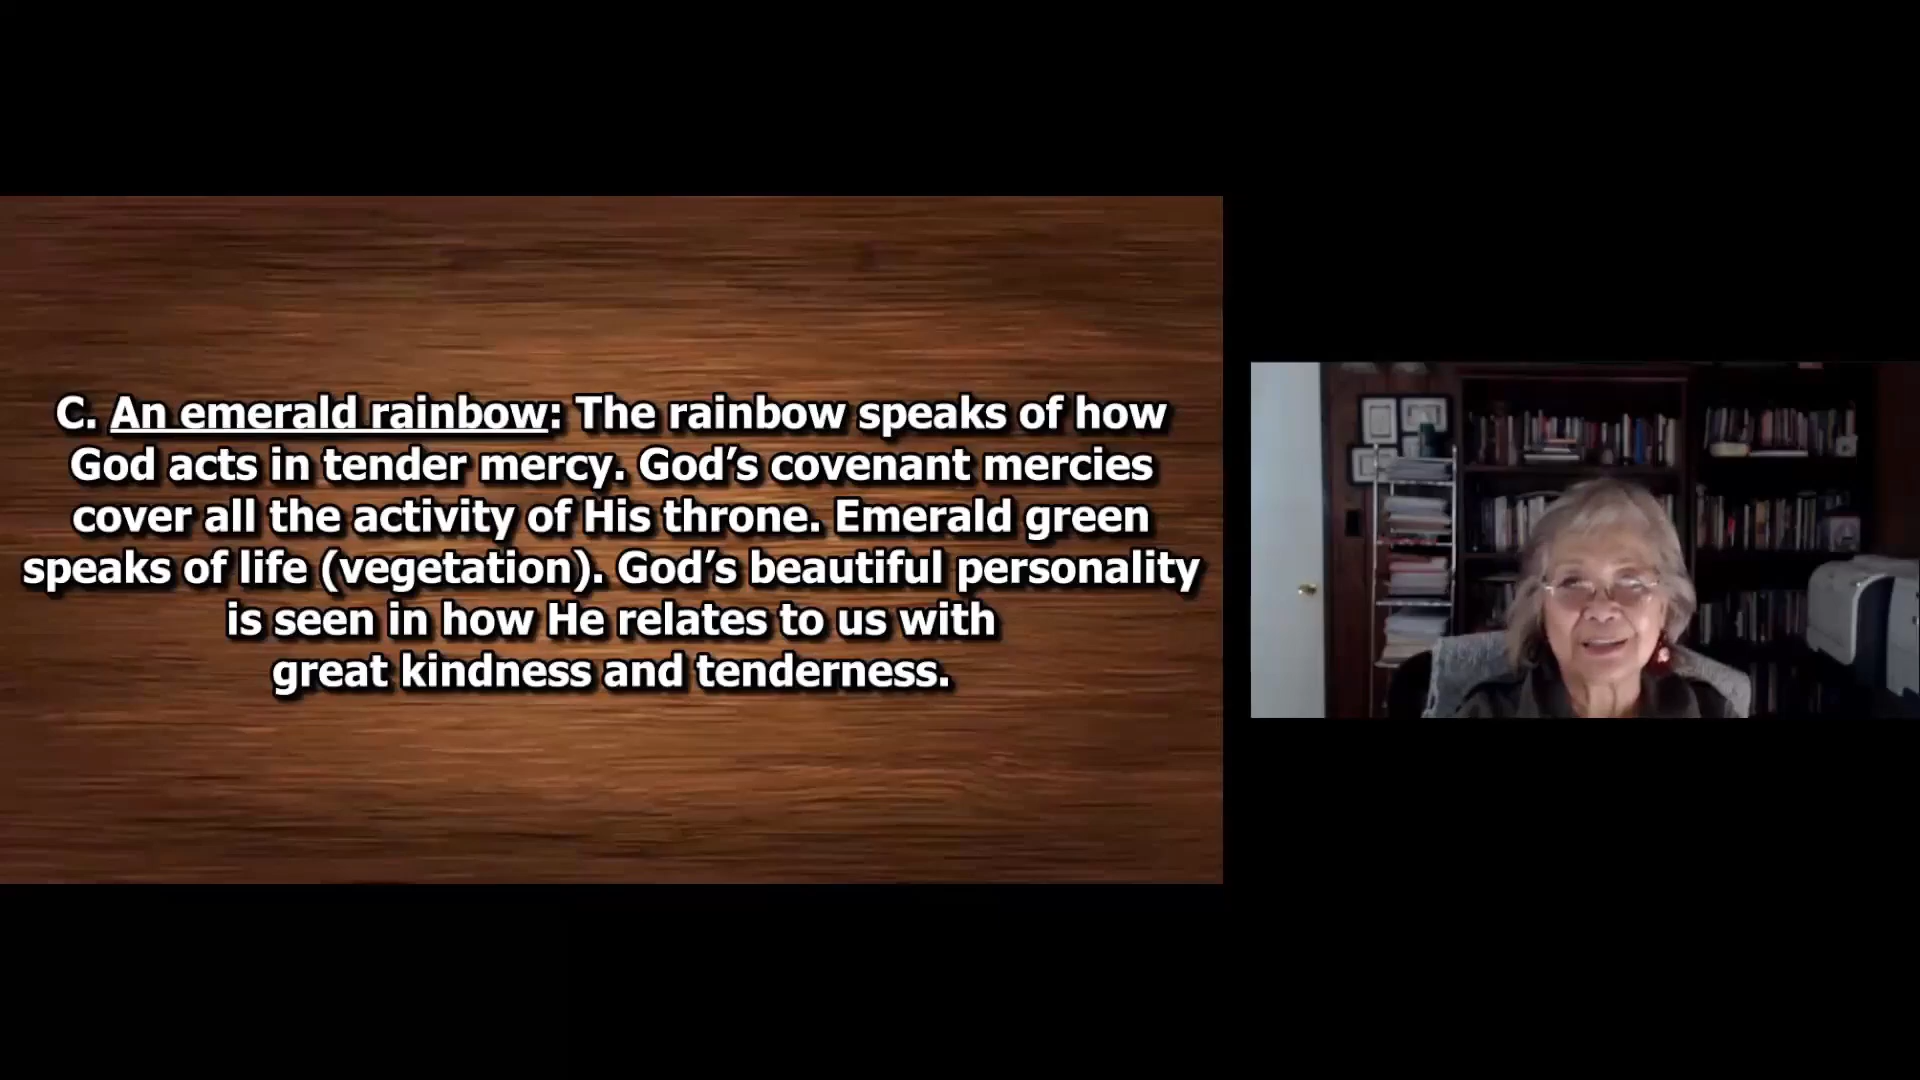 C. An emerald rainbow: The rainbow speaks of how
God acts in tender mercy. God’s covenant mercies
cover all the activity of His throne. Emerald green
speaks of life (vegetation). God’s beautiful personality
is seen in how He relates to us with
great kindness and tenderness.